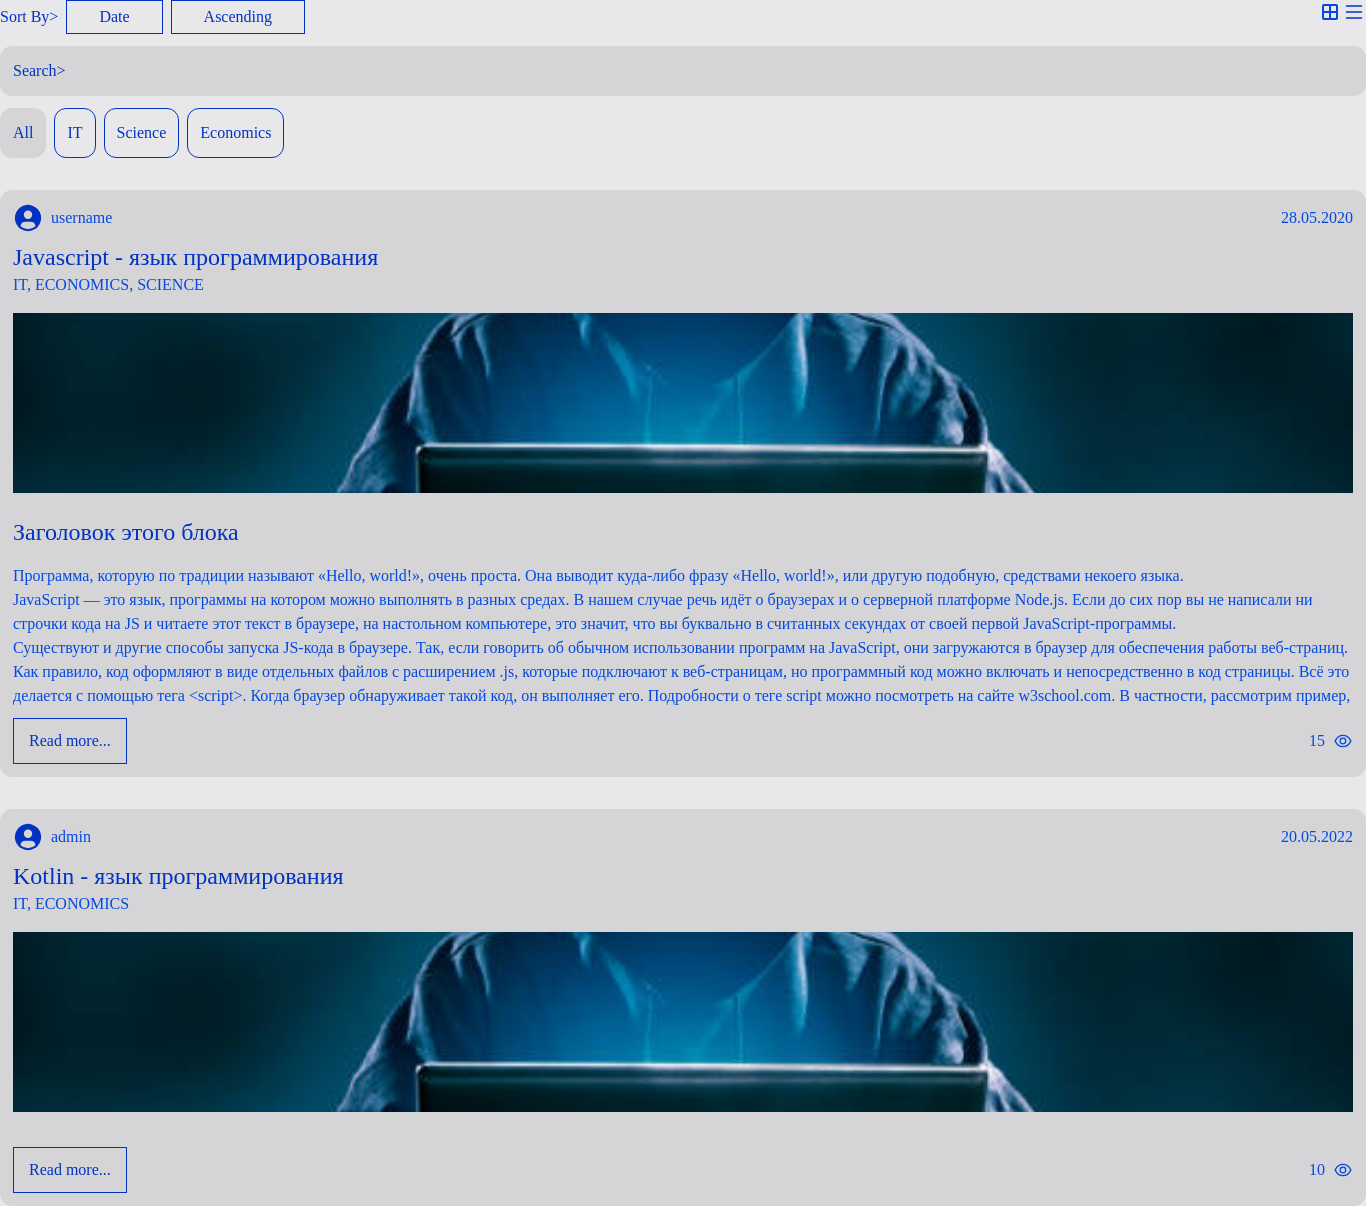 Sort By> Date Ascending
Search>
All IT Science Economics
username 28.05.2020
Javascript - язык программирования
IT, ECONOMICS, SCIENCE
Заголовок этого блока
Программа, которую по традиции называют «Hello, world!», очень проста. Она выводит куда-либо фразу «Hello, world!», или другую подобную, средствами некоего языка.
JavaScript — это язык, программы на котором можно выполнять в разных средах. В нашем случае речь идёт о браузерах и о серверной платформе Node.js. Если до сих пор вы не написали ни
строчки кода на JS и читаете этот текст в браузере, на настольном компьютере, это значит, что вы буквально в считанных секундах от своей первой JavaScript-программы.
Существуют и другие способы запуска JS-кода в браузере. Так, если говорить об обычном использовании программ на JavaScript, они загружаются в браузер для обеспечения работы веб-страниц.
Как правило, код оформляют в виде отдельных файлов с расширением .js, которые подключают к веб-страницам, но программный код можно включать и непосредственно в код страницы. Всё это
делается с помощью тега <script>. Когда браузер обнаруживает такой код, он выполняет его. Подробности о теге script можно посмотреть на сайте w3school.com. В частности, рассмотрим пример,
Read more... 15
admin 20.05.2022
Kotlin - язык программирования
IT, ECONOMICS
Read more... 10